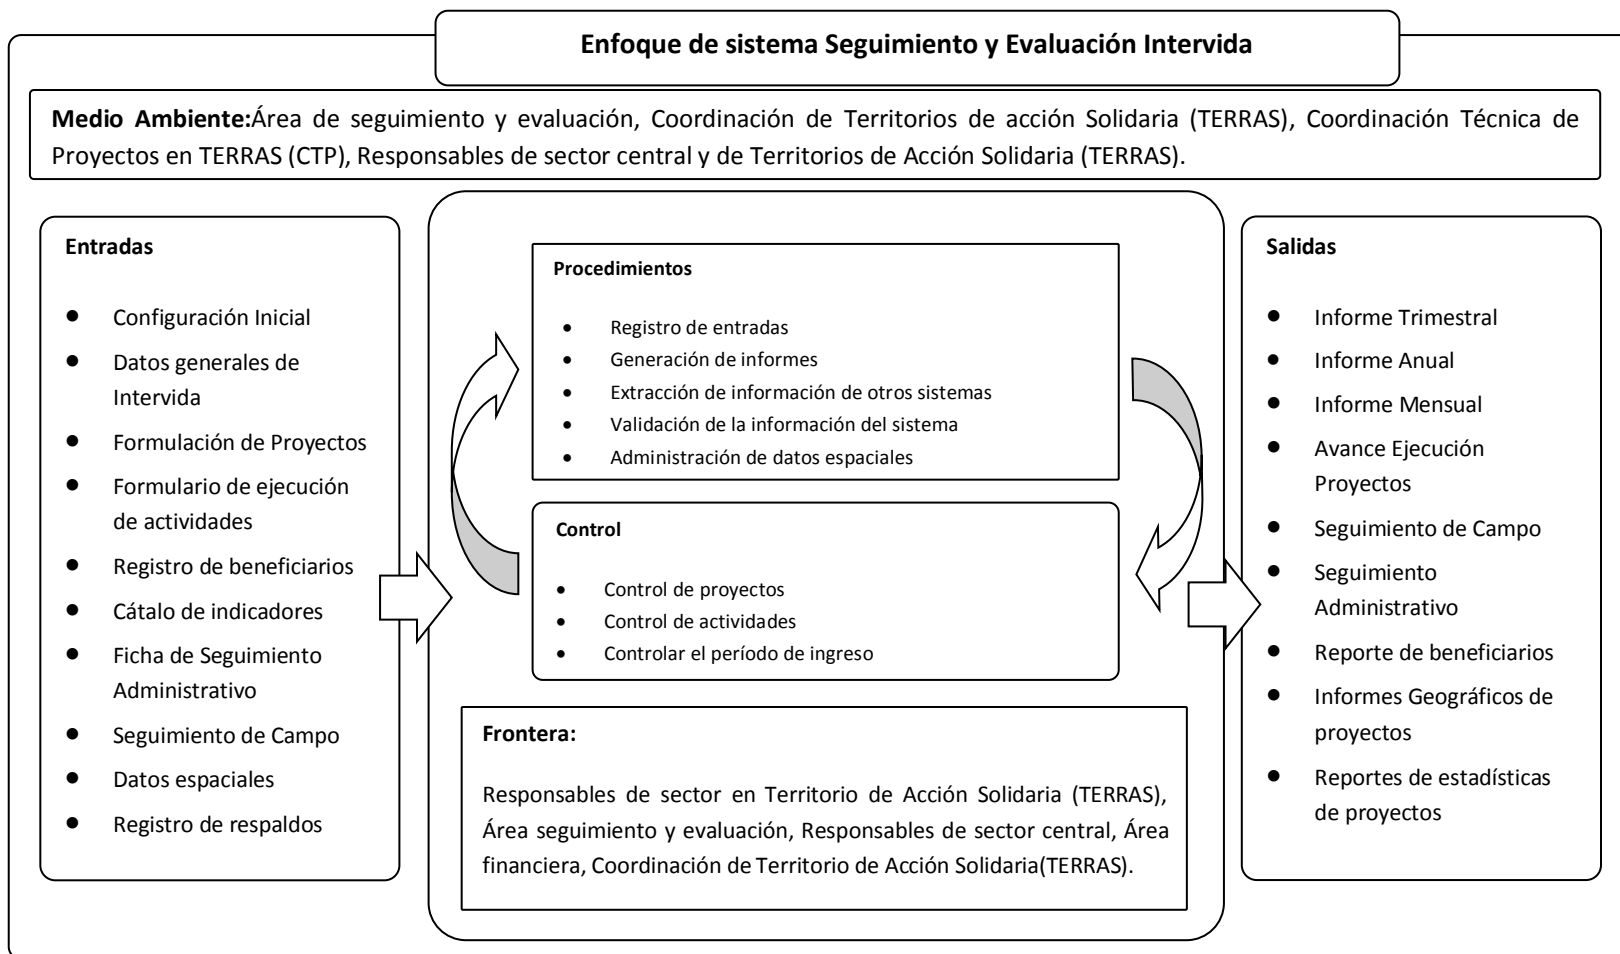 Enfoque de sistema Seguimiento y Evaluación Intervida
Medio Ambiente:Área de seguimiento y evaluación, Coordinación de Territorios de acción Solidaria (TERRAS), Coordinación Técnica de
Proyectos en TERRAS (CTP), Responsables de sector central y de Territorios de Acción Solidaria (TERRAS).
Entradas
● Configuración Inicial
● Datos generales de
Intervida
● Formulación de Proyectos
● Formulario de ejecución
de actividades
● Registro de beneficiarios
● Cátalo de indicadores
● Ficha de Seguimiento
Administrativo
● Seguimiento de Campo
● Datos espaciales
● Registro de respaldos
Procedimientos
• Registro de entradas
• Generación de informes
• Extracción de información de otros sistemas
• Validación de la información del sistema
• Administración de datos espaciales
Control
• Control de proyectos
• Control de actividades
• Controlar el período de ingreso
Frontera:
Responsables de sector en Territorio de Acción Solidaria (TERRAS),
Área seguimiento y evaluación, Responsables de sector central, Área
financiera, Coordinación de Territorio de Acción Solidaria(TERRAS).
Salidas
● Informe Trimestral
● Informe Anual
● Informe Mensual
● Avance Ejecución
Proyectos
● Seguimiento de Campo
● Seguimiento
Administrativo
● Reporte de beneficiarios
● Informes Geográficos de
proyectos
● Reportes de estadísticas
de proyectos